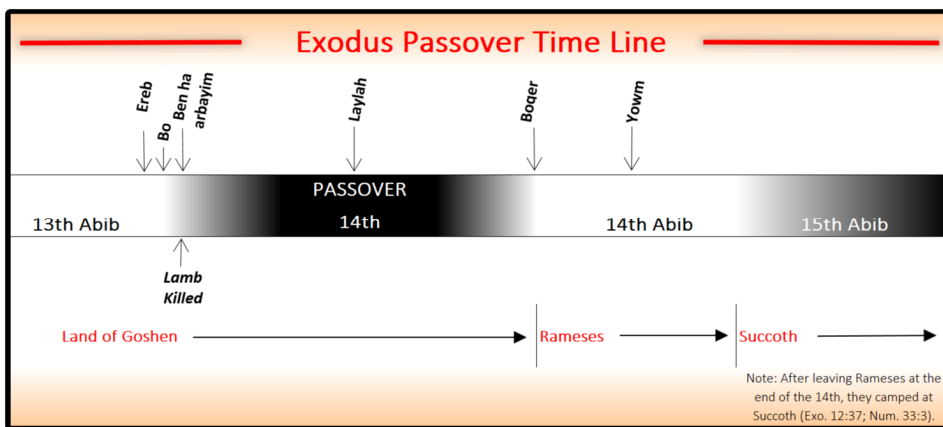 Exodus Passover Time Line
Ereb
Bo
Ben ha
arbayim
Laylah
Boqer
Yowm
PASSOVER
13th Abib
14th
14th Abib
15th Abib
Lamb
Killed
Land of Goshen
Rameses
Succoth
Note: After leaving Rameses at the
end of the 14th, they camped at
Succoth (Exo. 12:37; Num. 33:3).